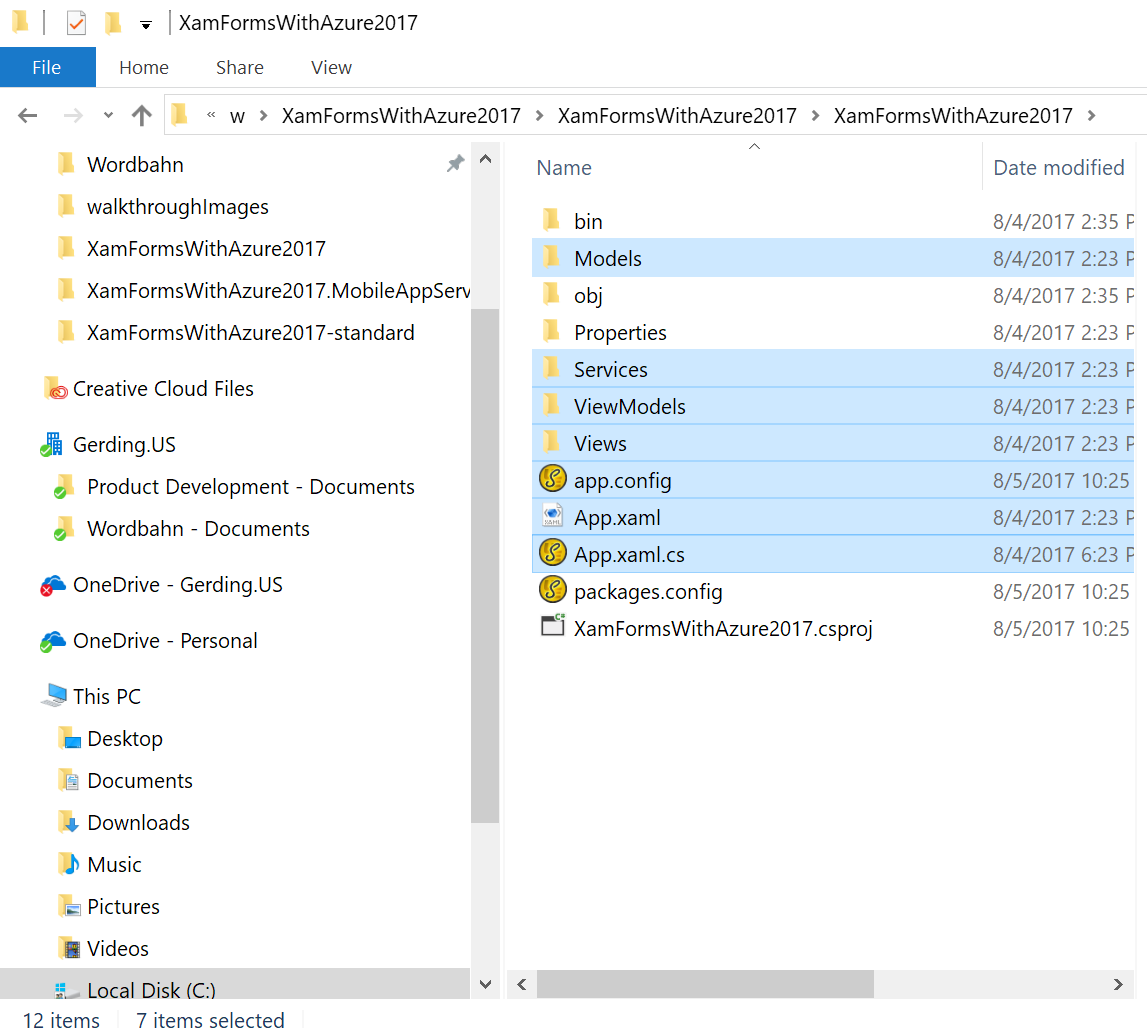 XamFormsWithAzure2017
File Home Share View
« w > XamFormsWithAzure2017 > XamFormsWithAzure2017 > XamFormsWithAzure2017 >
Wordbahn
walkthroughImages
XamFormsWithAzure2017
XamFormsWithAzure2017.MobileAppServ
XamFormsWithAzure2017-standard
Creative Cloud Files
Gerding.US
Product Development - Documents
Wordbahn - Documents
OneDrive - Gerding.US
OneDrive - Personal
This PC
Desktop
Documents
Downloads
Music
Pictures
Videos
Local Disk (C:)
Name Date modified
bin 8/4/2017 2:35 P
Models 8/4/2017 2:23 P
obj 8/4/2017 2:35 P
Properties 8/4/2017 2:23 P
Services 8/4/2017 2:23 P
ViewModels 8/4/2017 2:23 P
Views 8/4/2017 2:23 P
app.config 8/5/2017 10:25
App.xaml 8/4/2017 2:23 P
App.xaml.cs 8/4/2017 6:23 P
packages.config 8/5/2017 10:25
XamFormsWithAzure2017.csproj 8/5/2017 10:25
12 items 7 items selected